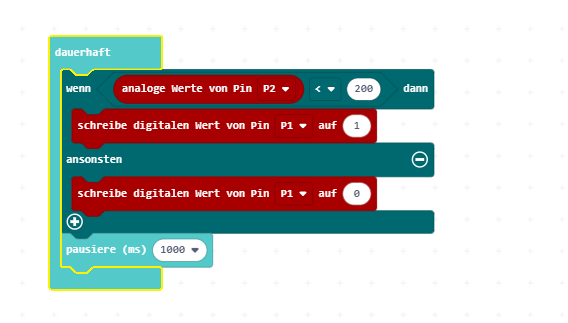 dauerhaft
wenn analoge Werte von Pin P2 < 200 dann
schreibe digitalen Wert von Pin P1 auf 1
ansonsten
schreibe digitalen Wert von Pin P1 auf 0
pausiere (ms) 1000